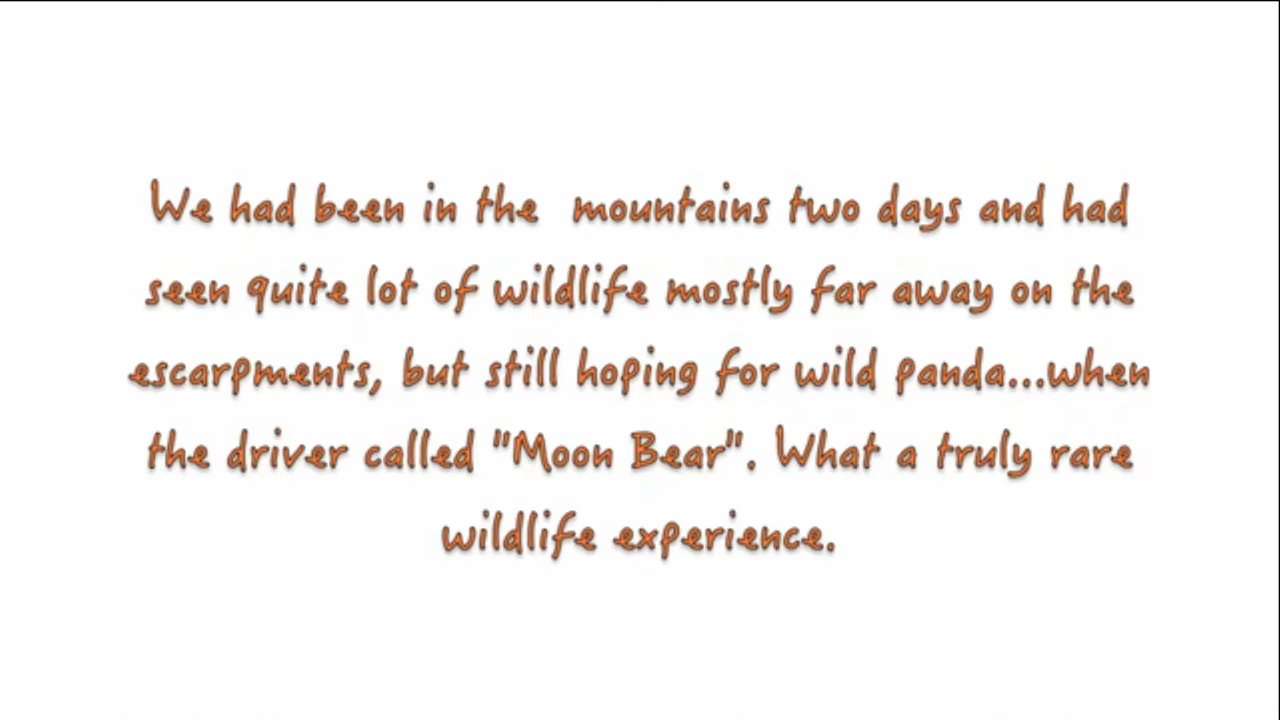 We had been in the mountains two days and had
seen quite lot of wildlife mostly far away on the
escarpments, but still hoping for wild panda...when
the driver called "Moon Bear". What a truly rare
wildlife experience.